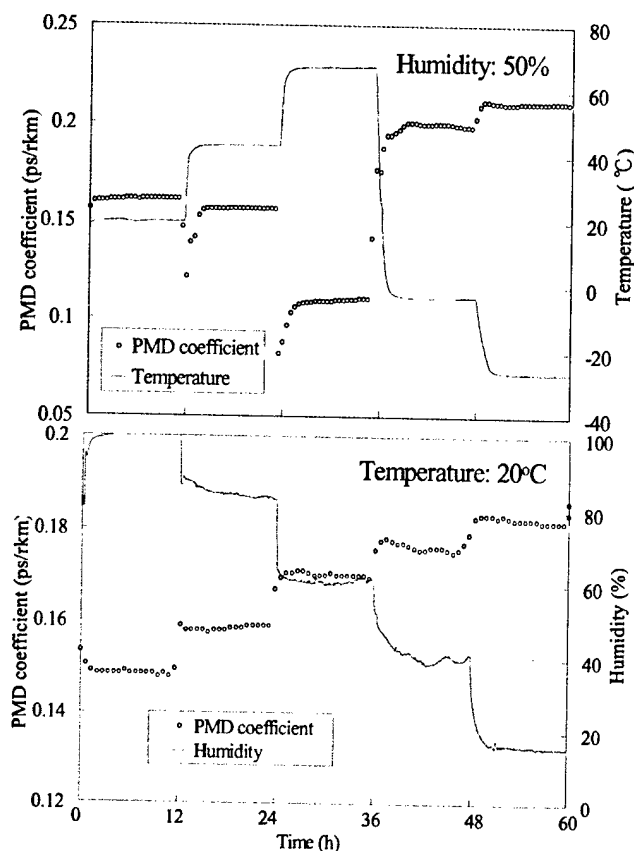 Humidity: 50%
PMD coefficient (ps/rkm)
0.25
0.2
0.15
0.1
0.05
80
60
40
20
0
-20
-40
Temperature (℃)
PMD coefficient
Temperature
Temperature: 20°C
PMD coefficient (ps/rkm)
0.2
0.18
0.16
0.14
0.12
100
80
60
40
20
0
Humidity (%)
PMD coefficient
Humidity
0 12 24 36 48 60
Time (h)